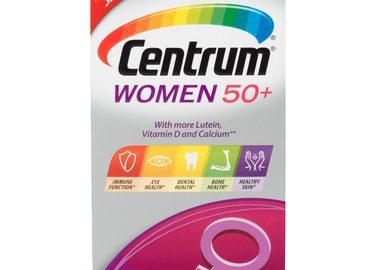 Centrum®
WOMEN 50+
With more Lutein,
Vitamin D and Calcium**
IMMUNE
FUNCTION*
EYE
HEALTH*
DENTAL
HEALTH*
BONE
HEALTH*
HEALTHY
SKIN*